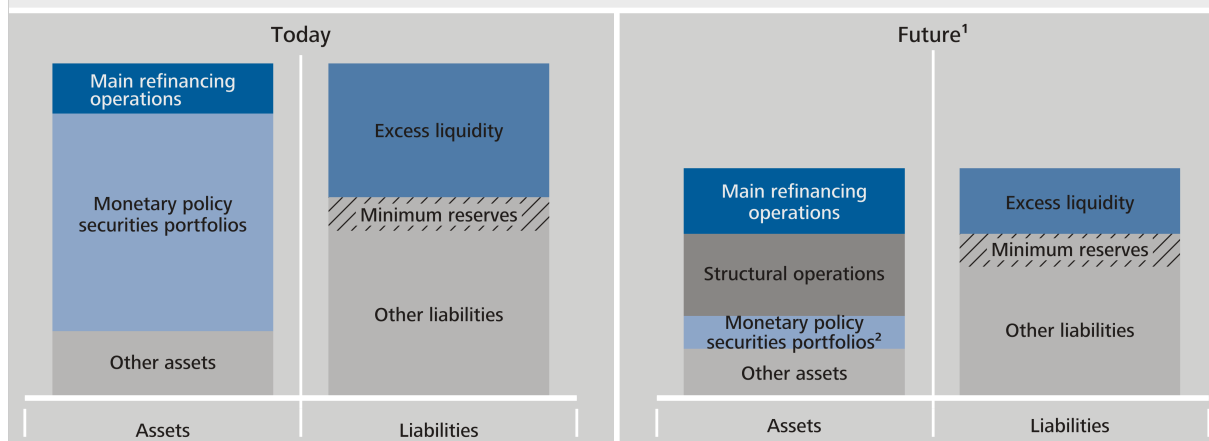 Today
Main refinancing
operations
Monetary policy
securities portfolios
Other assets
Assets
Excess liquidity
Minimum reserves
Other liabilities
Liabilities
Future¹
Main refinancing
operations
Structural operations
Monetary policy
securities portfolios²
Other assets
Assets
Excess liquidity
Minimum reserves
Other liabilities
Liabilities